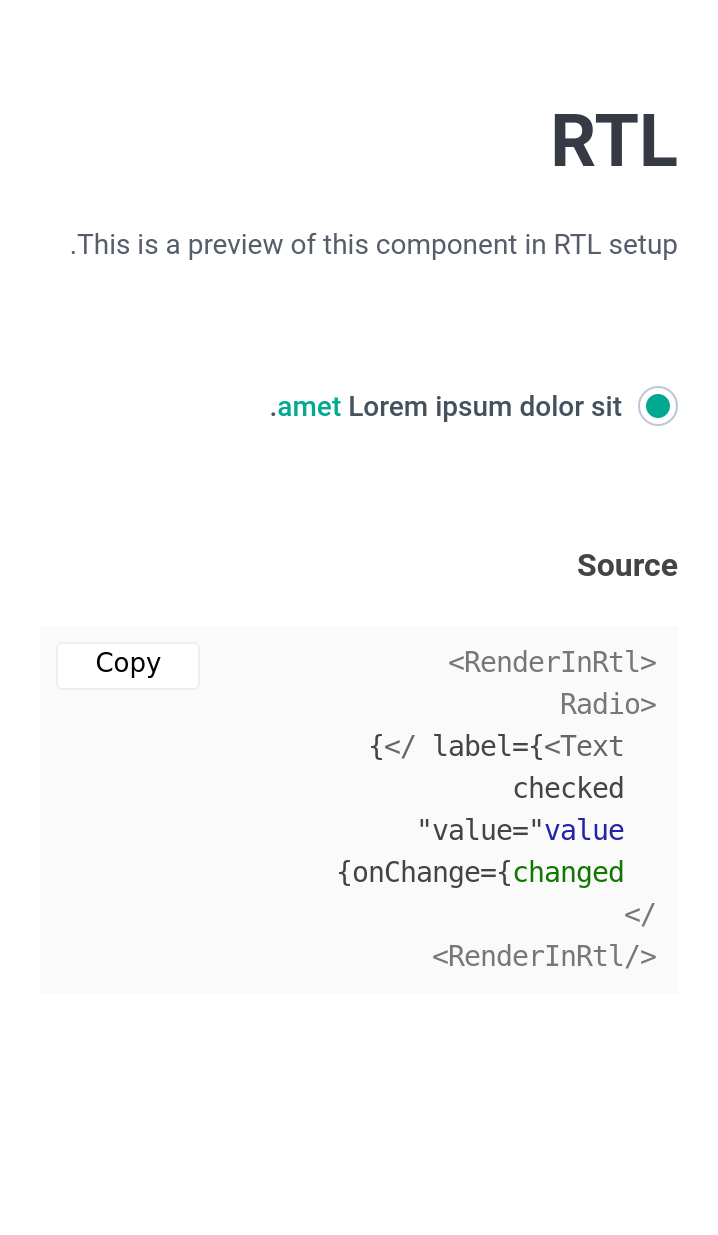 RTL
.This is a preview of this component in RTL setup
.amet Lorem ipsum dolor sit
Source
Copy
<RenderInRtl>
Radio>
{</ label={<Text
checked
"value="value
{onChange={changed
</
<RenderInRtl/>